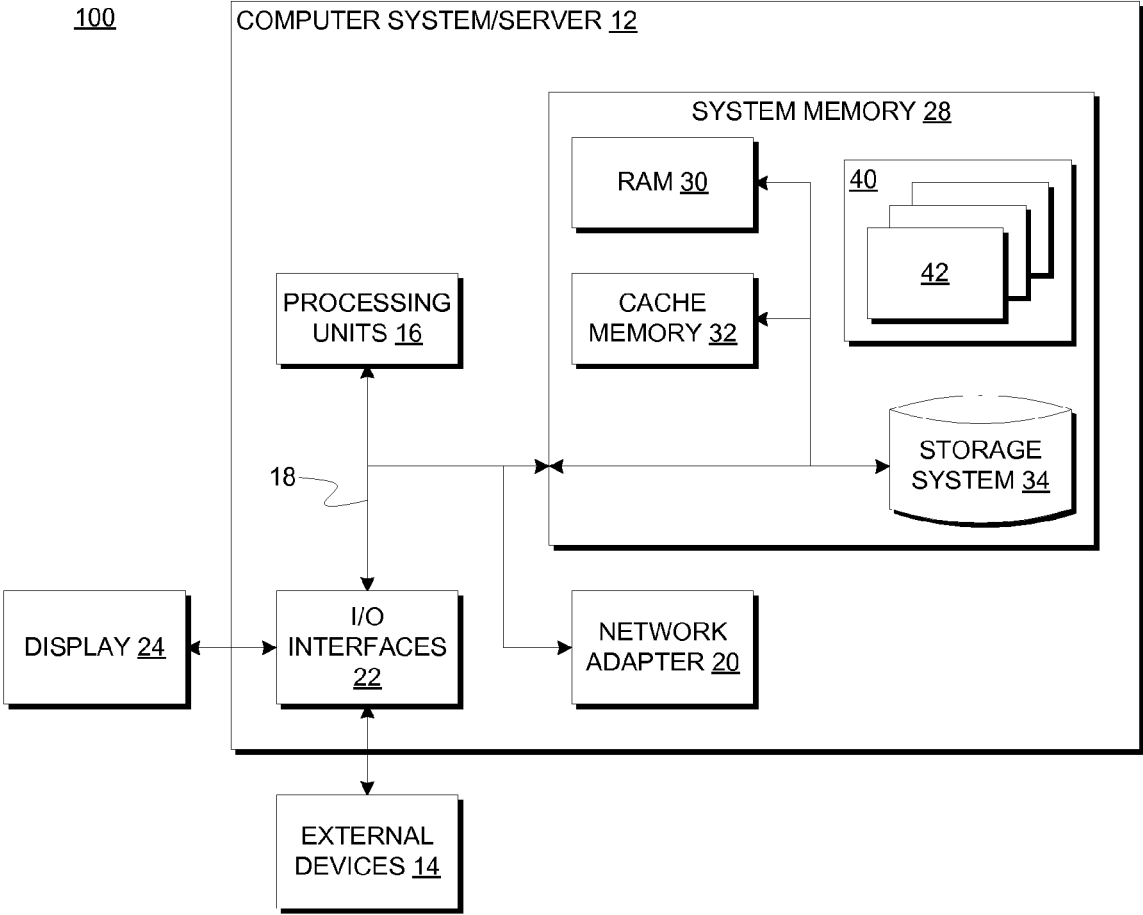 100
COMPUTER SYSTEM/SERVER 12
SYSTEM MEMORY 28
RAM 30
40
42
PROCESSING
UNITS 16
CACHE
MEMORY 32
STORAGE
SYSTEM 34
18
DISPLAY 24
I/O
INTERFACES
22
NETWORK
ADAPTER 20
EXTERNAL
DEVICES 14